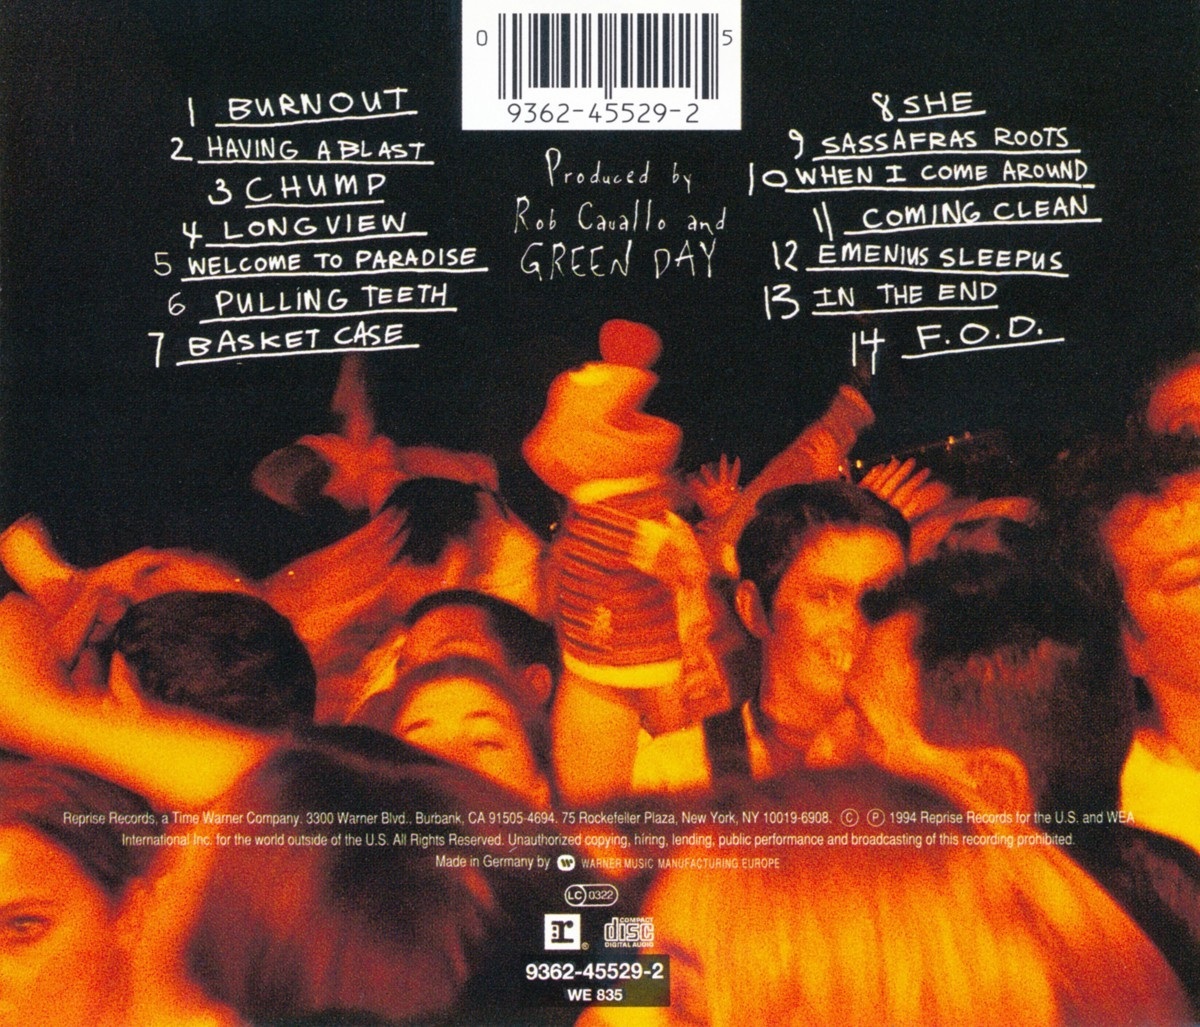 0 5
9362-45529-2
1 BURNOUT
2 HAVING A BLAST
3 CHUMP
4 LONGVIEW
5 WELCOME TO PARADISE
6 PULLING TEETH
7 BASKET CASE
Produced by
Rob Cavallo and
GREEN DAY
8 SHE
9 SASSAFRAS ROOTS
10 WHEN I COME AROUND
11 COMING CLEAN
12 EMENIUS SLEEPUS
13 IN THE END
14 F.O.D.
Reprise Records, a Time Warner Company. 3300 Warner Blvd., Burbank, CA 91505-4694. 75 Rockefeller Plaza, New York, NY 10019-6908. © ℗ 1994 Reprise Records for the U.S. and WEA
International Inc. for the world outside of the U.S. All Rights Reserved. Unauthorized copying, hiring, lending, public performance and broadcasting of this recording prohibited.
Made in Germany by WARNER MUSIC MANUFACTURING EUROPE
LC 0322
r ® COMPACT disc DIGITAL AUDIO
9362-45529-2
WE 835